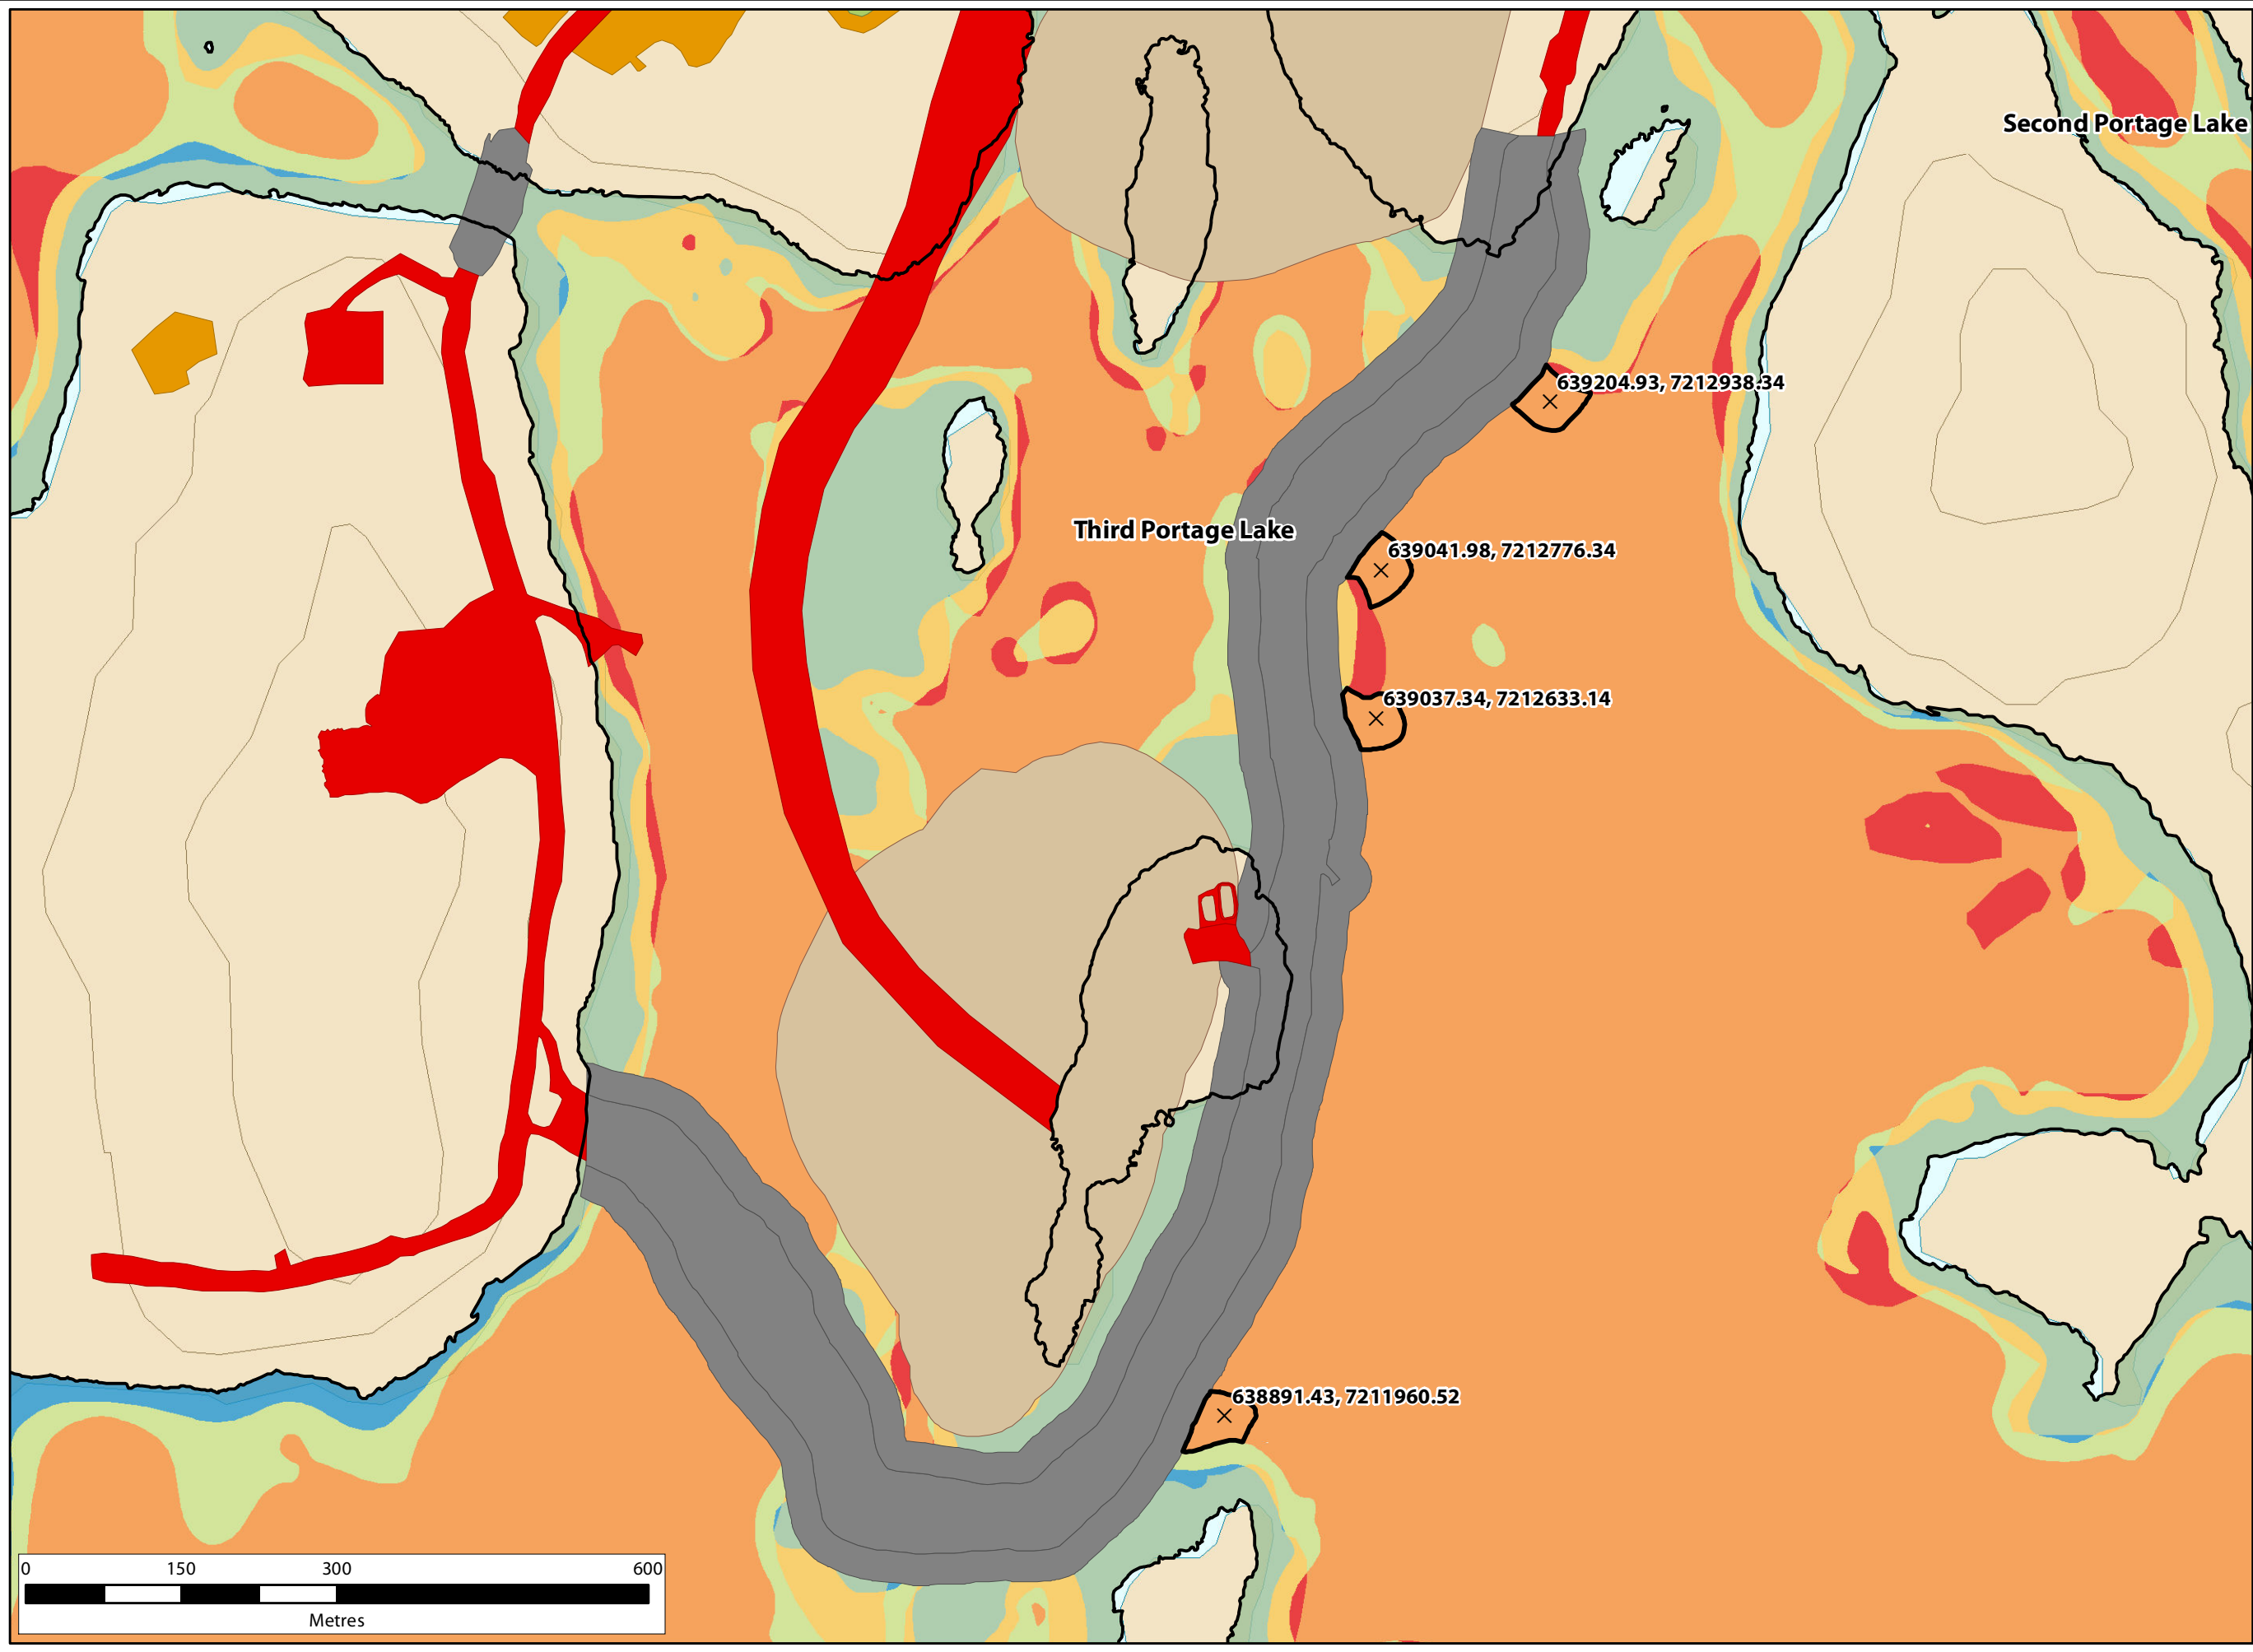 Second Portage Lake
639204.93, 7212938.34
Third Portage Lake
639041.98, 7212776.34
639037.34, 7212633.14
638891.43, 7211960.52
0 150 300 600
Metres